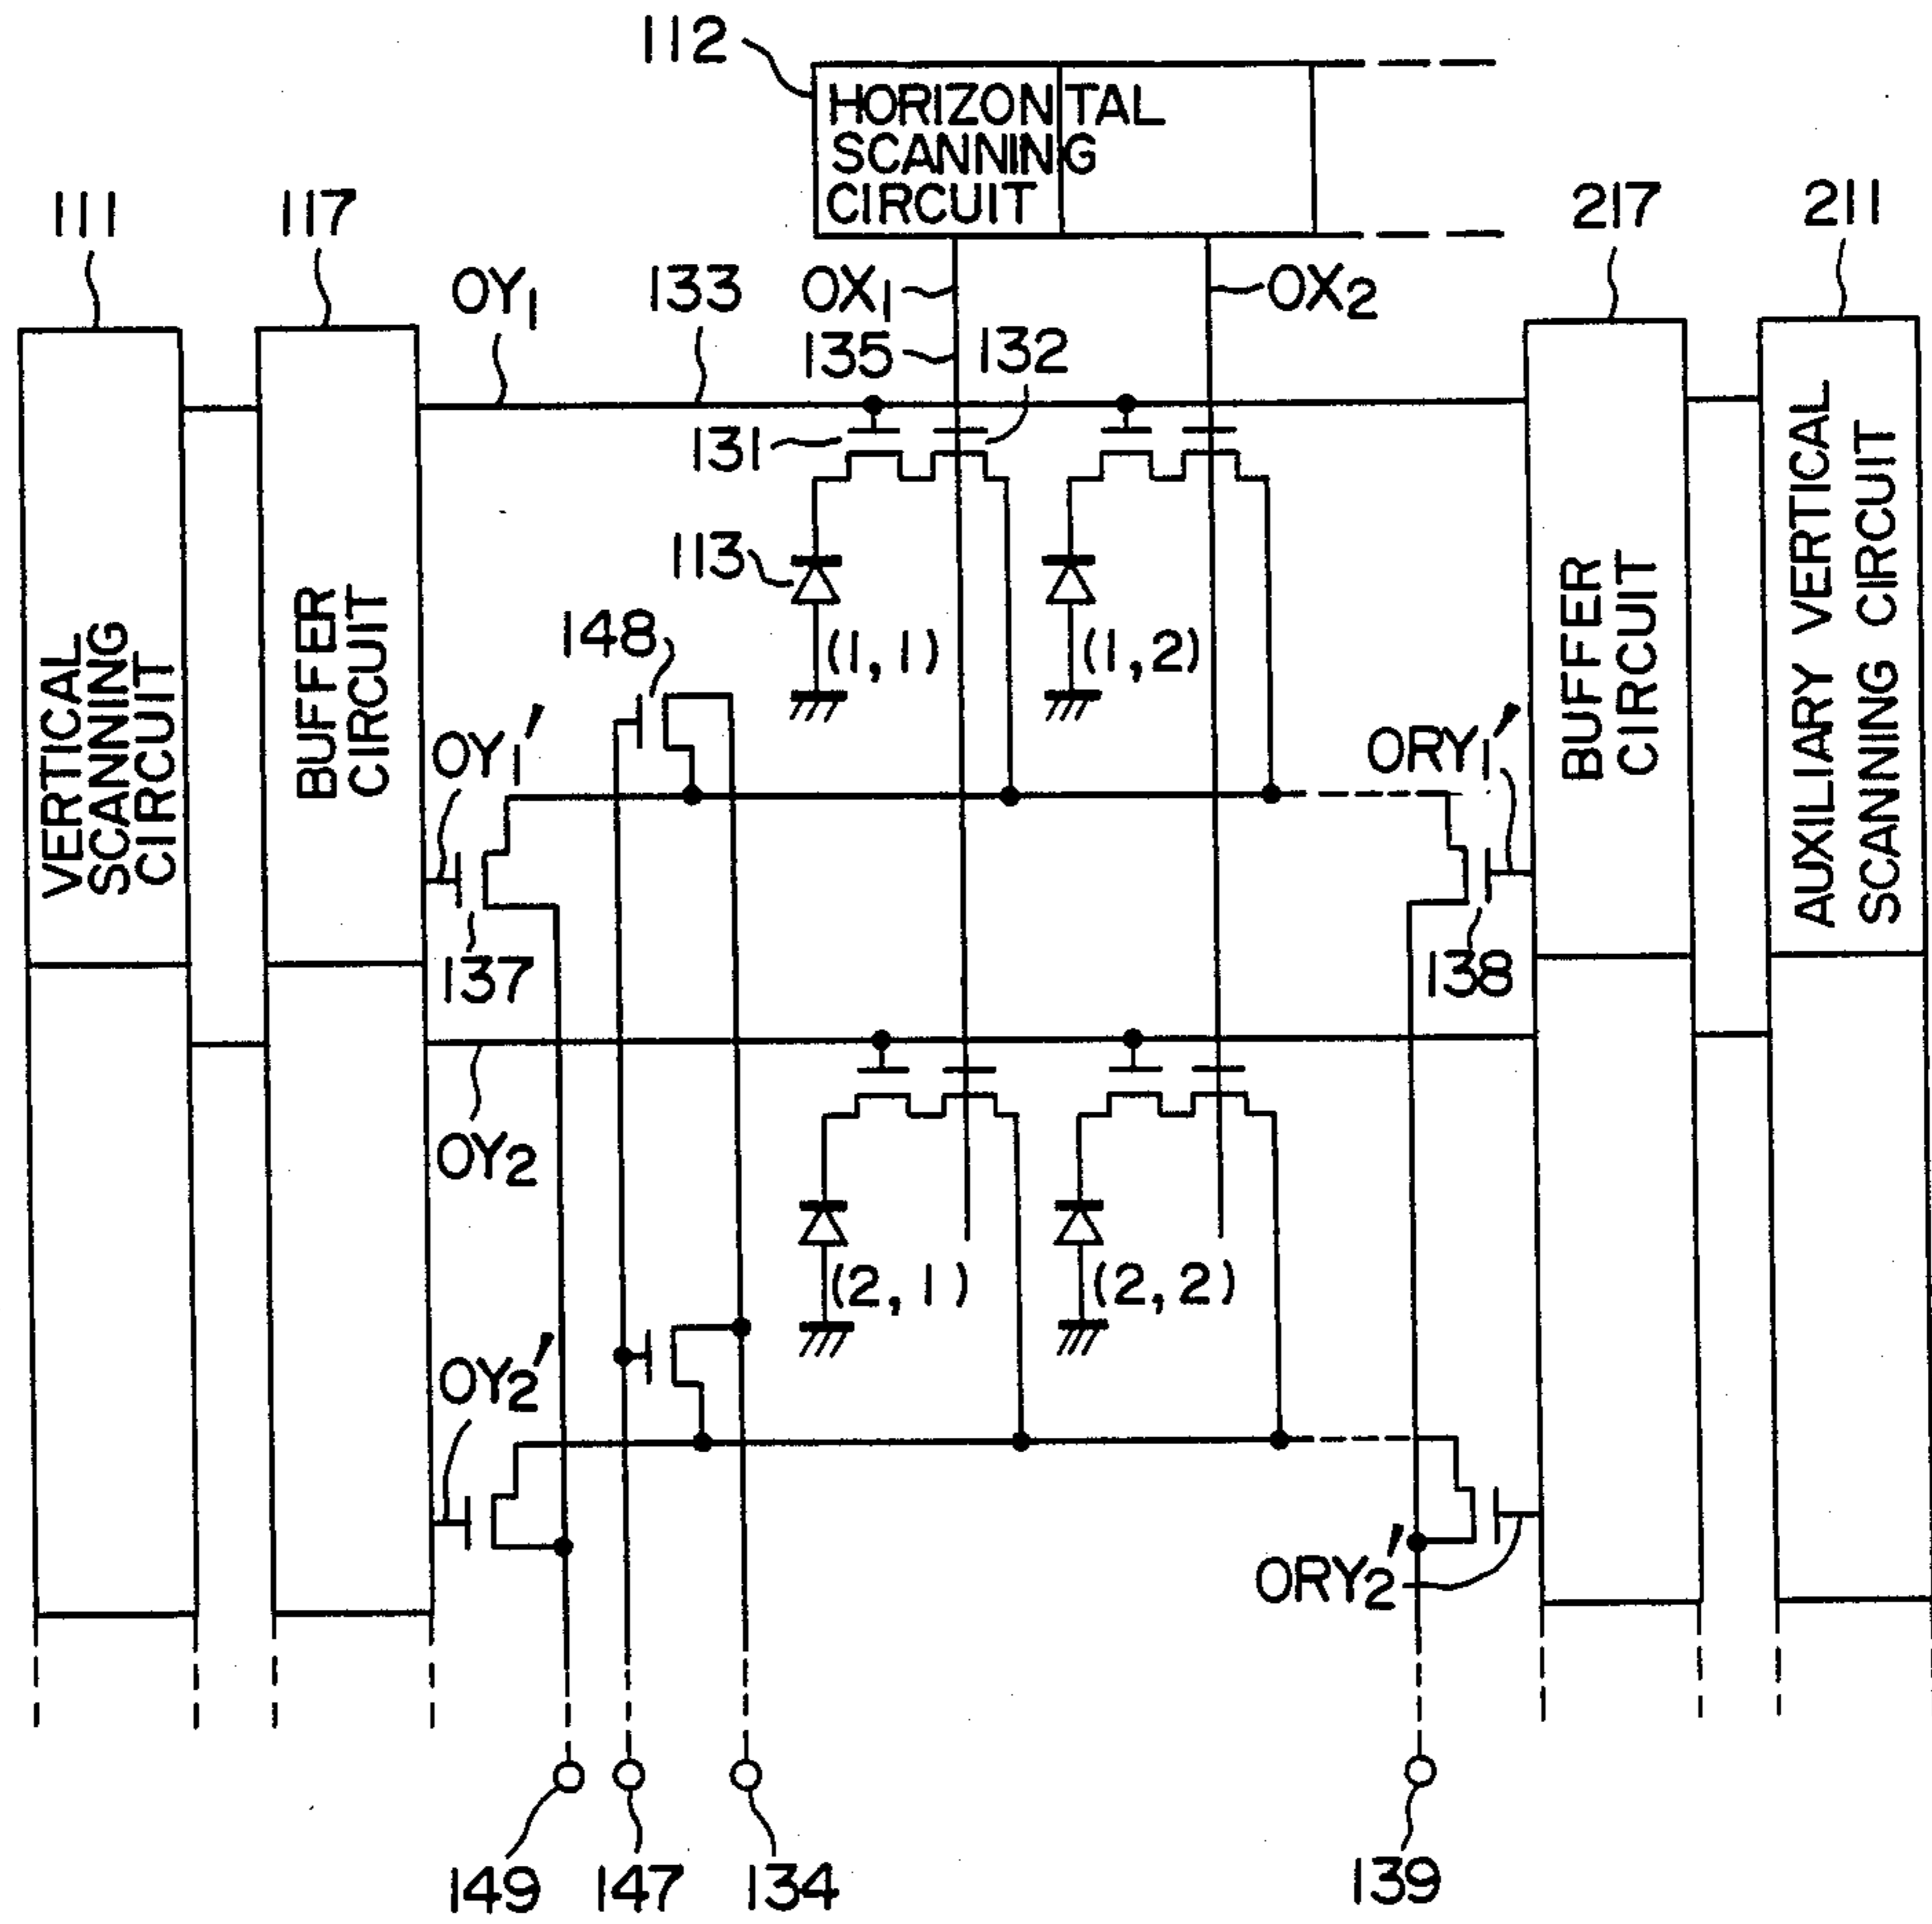 112
HORIZONTAL
SCANNING
CIRCUIT
111
117
217
211
OY1
133
OX1
OX2
135
132
131
113
148
(1,1)
(1,2)
VERTICAL
SCANNING
CIRCUIT
BUFFER
CIRCUIT
BUFFER
CIRCUIT
AUXILIARY VERTICAL
SCANNING CIRCUIT
OY1'
ORY1'
137
138
OY2
(2,1)
(2,2)
OY2'
ORY2'
149
147
134
139